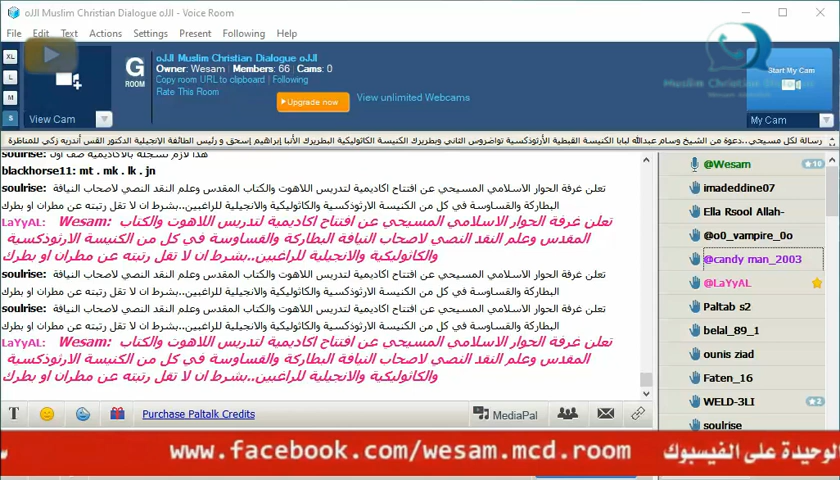 oJJl Muslim Christian Dialogue oJJl - Voice Room
File Edit Text Actions Settings Present Favorites Following Help
XL
L
M
S
View Cam
G
ROOM
oJJl Muslim Christian Dialogue oJJl
Owner: Wesam Members: 66 Cams: 0
Copy room URL to clipboard | Following
Rate This Room
Upgrade now
View unlimited Webcams
Muslim Christian Dialogue
Start My Cam
My Cam
رسالة لكل مسيحي..دعوة من الشيخ وسام عبدالله لبابا الكنيسة القبطية الأرثوذكسية تواضروس الثاني وبطريرك الكنيسة الكاثوليكية البطريرك الأنبا إبراهيم إسحق و رئيس الطائفة الإنجيلية الدكتور القس أندريه زكي للمناظرة
soulrise: هذا لازم نسجله بالاكاديمية صف اول
blackhorse11: mt . mk . lk . jn
soulrise: تعلن غرفة الحوار الاسلامي المسيحي عن افتتاح اكاديمية لتدريس اللاهوت والكتاب المقدس وعلم النقد النصي لاصحاب النيافة
البطاركة والقساوسة في كل من الكنيسة الارثوذكسية والكاثوليكية والانجيلية للراغبين..بشرط ان لا تقل رتبته عن مطران او بطرك
LaYyAL: Wesam: تعلن غرفة الحوار الاسلامي المسيحي عن افتتاح اكاديمية لتدريس اللاهوت والكتاب
المقدس وعلم النقد النصي لاصحاب النيافة البطاركة والقساوسة في كل من الكنيسة الارثوذكسية
والكاثوليكية والانجيلية للراغبين..بشرط ان لا تقل رتبته عن مطران او بطرك
soulrise: تعلن غرفة الحوار الاسلامي المسيحي عن افتتاح اكاديمية لتدريس اللاهوت والكتاب المقدس وعلم النقد النصي لاصحاب النيافة
البطاركة والقساوسة في كل من الكنيسة الارثوذكسية والكاثوليكية والانجيلية للراغبين..بشرط ان لا تقل رتبته عن مطران او بطرك
soulrise: تعلن غرفة الحوار الاسلامي المسيحي عن افتتاح اكاديمية لتدريس اللاهوت والكتاب المقدس وعلم النقد النصي لاصحاب النيافة
البطاركة والقساوسة في كل من الكنيسة الارثوذكسية والكاثوليكية والانجيلية للراغبين..بشرط ان لا تقل رتبته عن مطران او بطرك
LaYyAL: Wesam: تعلن غرفة الحوار الاسلامي المسيحي عن افتتاح اكاديمية لتدريس اللاهوت والكتاب
المقدس وعلم النقد النصي لاصحاب النيافة البطاركة والقساوسة في كل من الكنيسة الارثوذكسية
والكاثوليكية والانجيلية للراغبين..بشرط ان لا تقل رتبته عن مطران او بطرك
@Wesam 10
imadeddine07
Ella Rsool Allah-
@o0_vampire_0o
@candy man_2003
@LaYyAL
Paltab s2
belal_89_1
ounis ziad
Faten_16
WELD-3LI 2
soulrise
T Purchase Paltalk Credits MediaPal
الوحيدة على الفيسبوك www.facebook.com/wesam.mcd.room